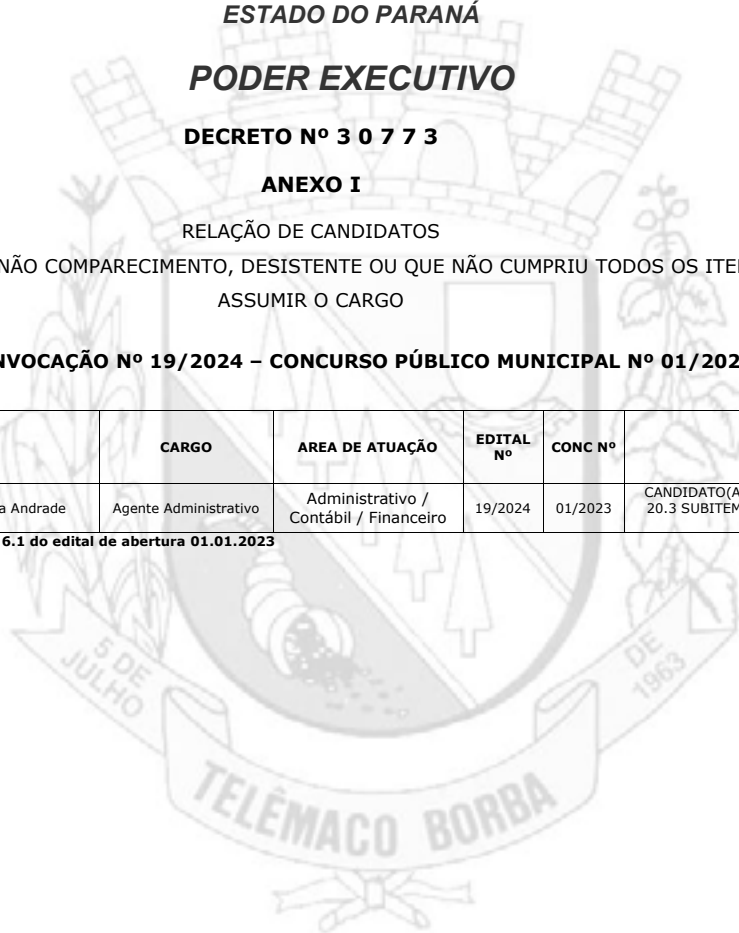 ESTADO DO PARANÁ
PODER EXECUTIVO
DECRETO Nº 3 0 7 7 3
ANEXO I
RELAÇÃO DE CANDIDATOS
NÃO COMPARECIMENTO, DESISTENTE OU QUE NÃO CUMPRIU TODOS OS ITE
ASSUMIR O CARGO
NVOCAÇÃO Nº 19/2024 – CONCURSO PÚBLICO MUNICIPAL Nº 01/202
CARGO AREA DE ATUAÇÃO EDITAL Nº CONC Nº
a Andrade Agente Administrativo Administrativo / Contábil / Financeiro 19/2024 01/2023 CANDIDATO(A 20.3 SUBITEM
6.1 do edital de abertura 01.01.2023
5 DE JULHO
DE 1963
TELÊMACO BORBA